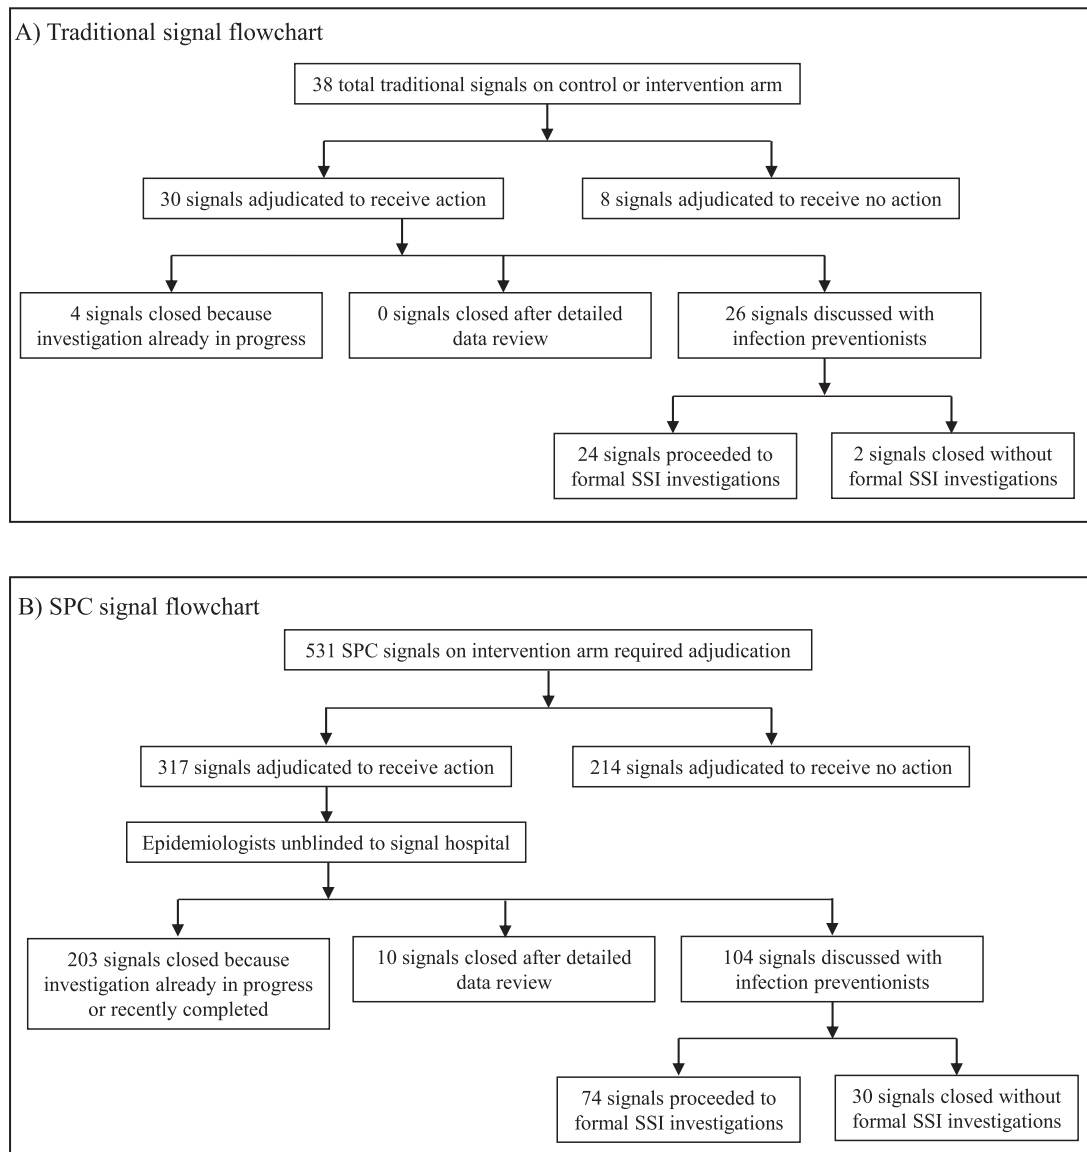 A) Traditional signal flowchart
38 total traditional signals on control or intervention arm
30 signals adjudicated to receive action
8 signals adjudicated to receive no action
4 signals closed because
investigation already in progress
0 signals closed after detailed
data review
26 signals discussed with
infection preventionists
24 signals proceeded to
formal SSI investigations
2 signals closed without
formal SSI investigations
B) SPC signal flowchart
531 SPC signals on intervention arm required adjudication
317 signals adjudicated to receive action
214 signals adjudicated to receive no action
Epidemiologists unblinded to signal hospital
203 signals closed because
investigation already in progress
or recently completed
10 signals closed after detailed
data review
104 signals discussed with
infection preventionists
74 signals proceeded to
formal SSI investigations
30 signals closed without
formal SSI investigations